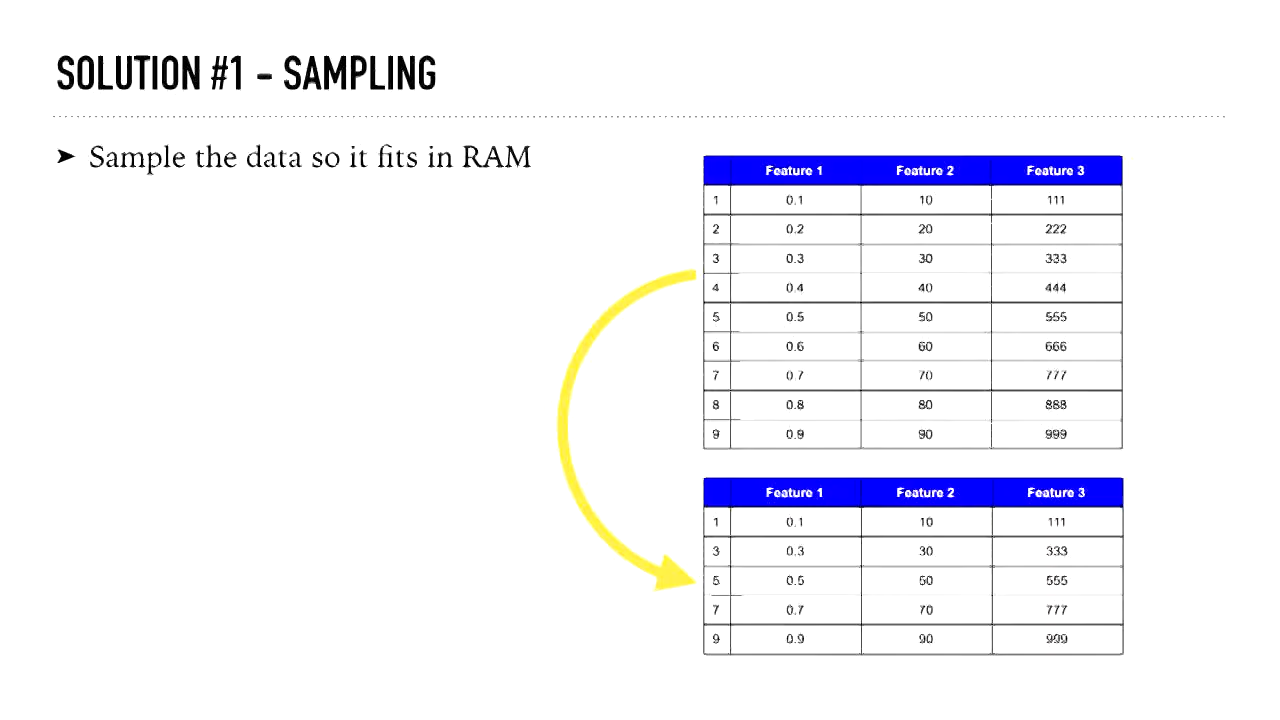 SOLUTION #1 – SAMPLING
➤ Sample the data so it fits in RAM
Feature 1 Feature 2 Feature 3
1 0.1 10 111
2 0.2 20 222
3 0.3 30 333
4 0.4 40 444
5 0.5 50 555
6 0.6 60 666
7 0.7 70 777
8 0.8 80 888
9 0.9 90 999
Feature 1 Feature 2 Feature 3
1 0.1 10 111
3 0.3 30 333
5 0.5 50 555
7 0.7 70 777
9 0.9 90 999